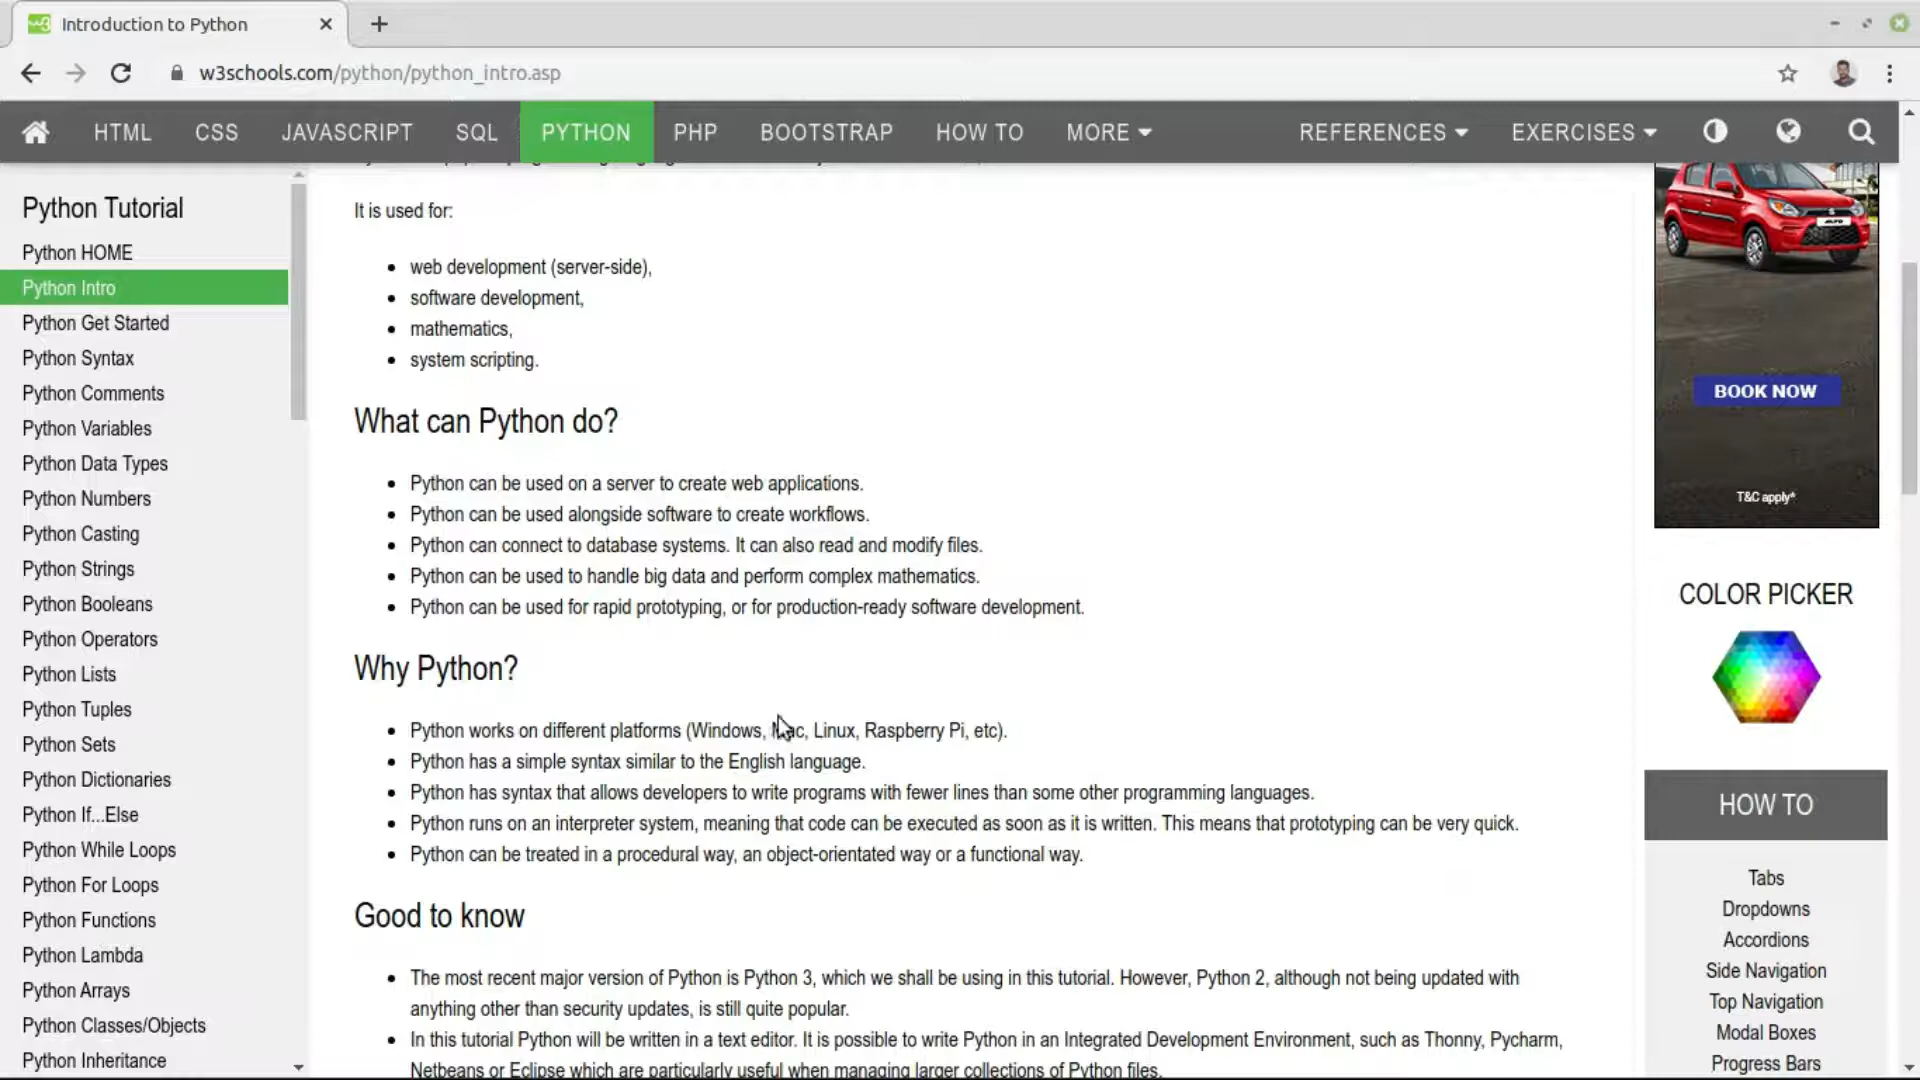 Introduction to Python
w3schools.com/python/python_intro.asp
HTML CSS JAVASCRIPT SQL PYTHON PHP BOOTSTRAP HOW TO MORE REFERENCES EXERCISES
Python Tutorial
Python HOME
Python Intro
Python Get Started
Python Syntax
Python Comments
Python Variables
Python Data Types
Python Numbers
Python Casting
Python Strings
Python Booleans
Python Operators
Python Lists
Python Tuples
Python Sets
Python Dictionaries
Python If...Else
Python While Loops
Python For Loops
Python Functions
Python Lambda
Python Arrays
Python Classes/Objects
Python Inheritance
It is used for:
web development (server-side),
software development,
mathematics,
system scripting.
What can Python do?
Python can be used on a server to create web applications.
Python can be used alongside software to create workflows.
Python can connect to database systems. It can also read and modify files.
Python can be used to handle big data and perform complex mathematics.
Python can be used for rapid prototyping, or for production-ready software development.
Why Python?
Python works on different platforms (Windows, Mac, Linux, Raspberry Pi, etc).
Python has a simple syntax similar to the English language.
Python has syntax that allows developers to write programs with fewer lines than some other programming languages.
Python runs on an interpreter system, meaning that code can be executed as soon as it is written. This means that prototyping can be very quick.
Python can be treated in a procedural way, an object-orientated way or a functional way.
Good to know
The most recent major version of Python is Python 3, which we shall be using in this tutorial. However, Python 2, although not being updated with
anything other than security updates, is still quite popular.
In this tutorial Python will be written in a text editor. It is possible to write Python in an Integrated Development Environment, such as Thonny, Pycharm,
Netbeans or Eclipse which are particularly useful when managing larger collections of Python files.
ALTO
BOOK NOW
T&C apply*
COLOR PICKER
HOW TO
Tabs
Dropdowns
Accordions
Side Navigation
Top Navigation
Modal Boxes
Progress Bars